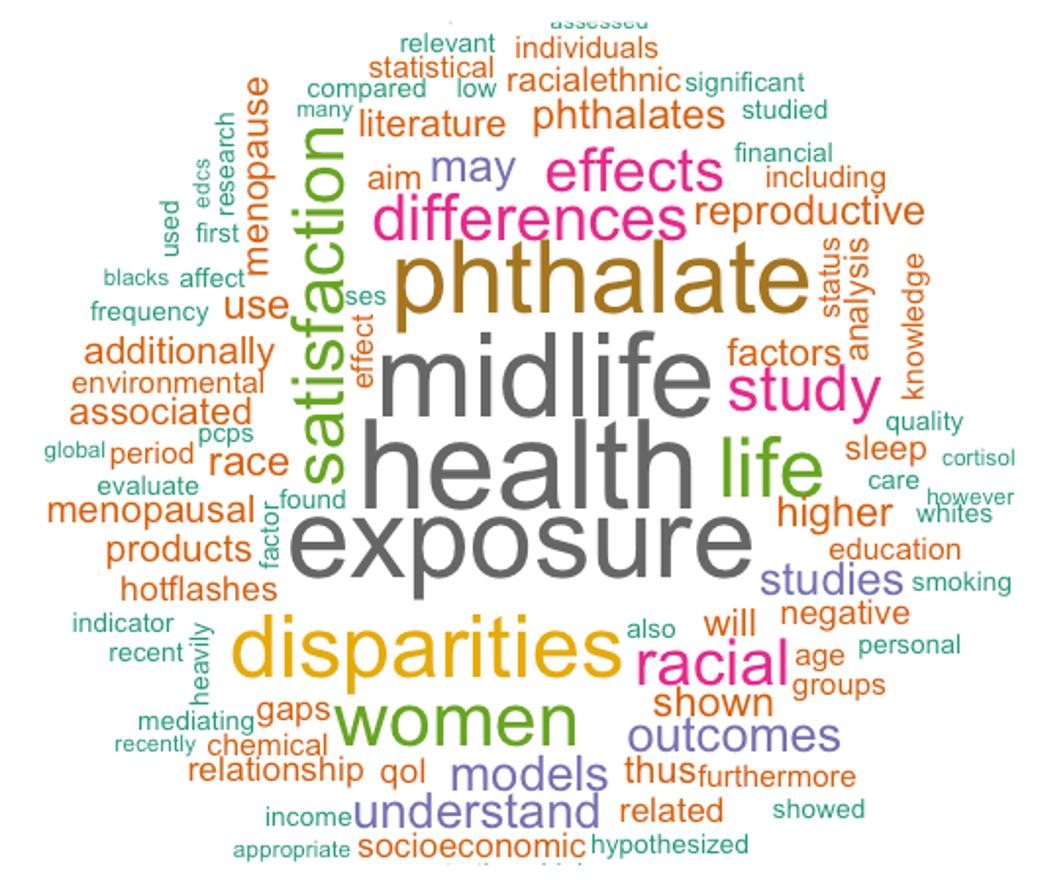 assessed
relevant individuals
statistical racialethnic significant
compared low
many literature phthalates studied
menopause
research
edcs
used
first
satisfaction
aim may effects financial
including
differences reproductive
phthalate
status
analysis
knowledge
blacks affect
ses
frequency use
effect
midlife
additionally
factors
environmental
study
associated
quality
pcps
global period race
health
life
sleep cortisol
evaluate
care
found
however
menopausal
factor
higher whites
exposure
products
education
hotflashes
studies smoking
indicator
disparities
also will negative
recent
heavily
racial age personal
groups
gaps
shown
mediating
women
outcomes
recently chemical
relationship qol models thus furthermore
income understand related showed
appropriate socioeconomic hypothesized